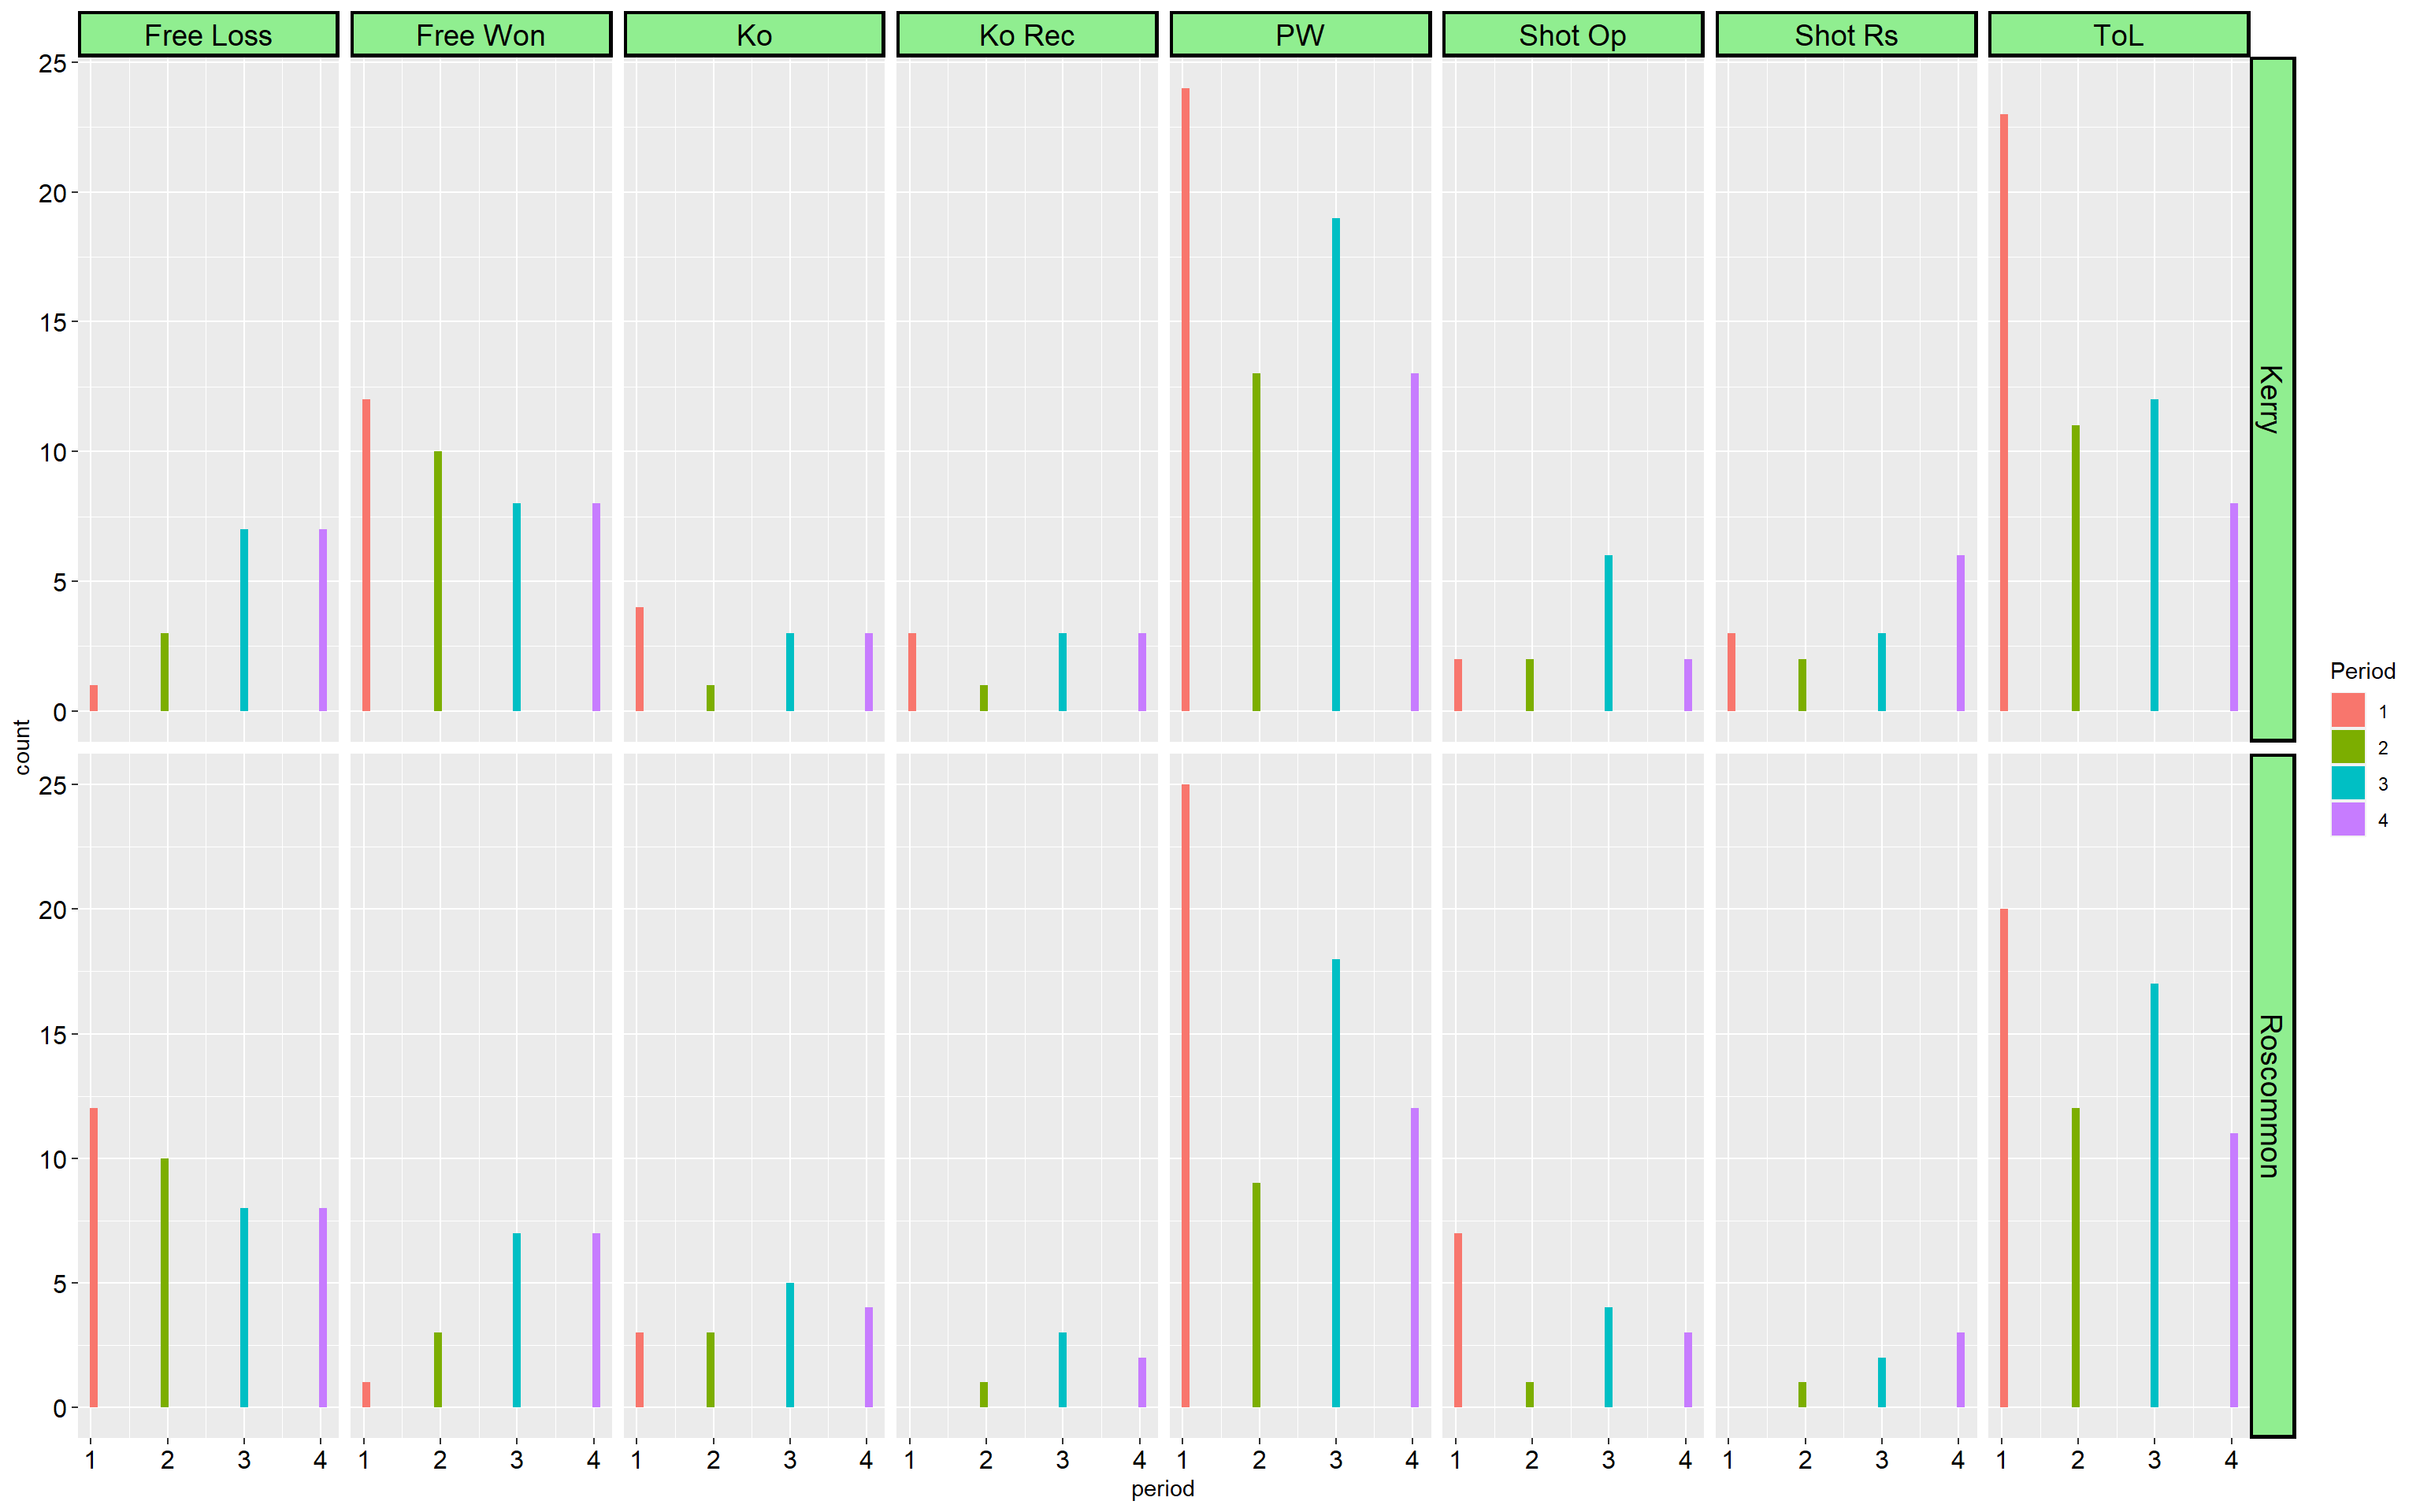 Free Loss Free Won Ko Ko Rec PW Shot Op Shot Rs ToL
25
20
15
10
5
0
Kerry
count
25
20
15
10
5
0
Roscommon
1 2 3 4 1 2 3 4 1 2 3 4 1 2 3 4 1 2 3 4 1 2 3 4 1 2 3 4 1 2 3 4
period
Period
1
2
3
4